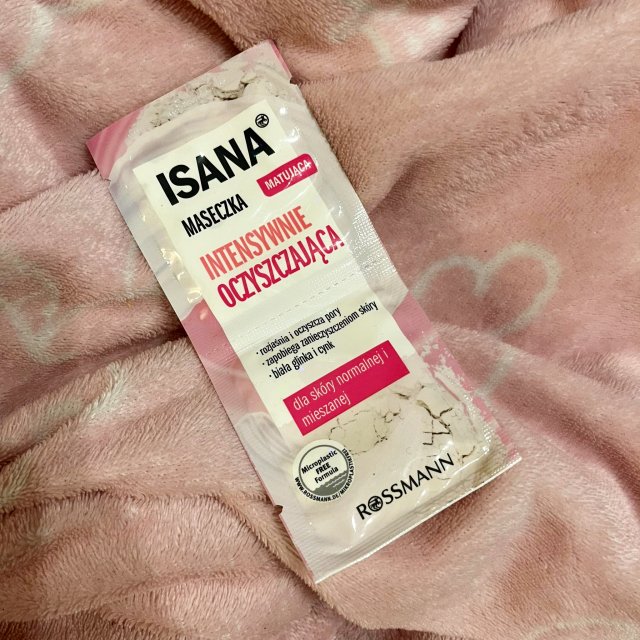 ISANA
MASECZKA
MATUJĄCA
INTENSYWNIE
OCZYSZCZAJĄCA
• rozjaśnia i oczyszcza pory
• zapobiega zanieczyszczeniom skóry
• biała glinka i cynk
dla skóry normalnej i
mieszanej
Microplastic
FREE
Formula
ROSSMANN